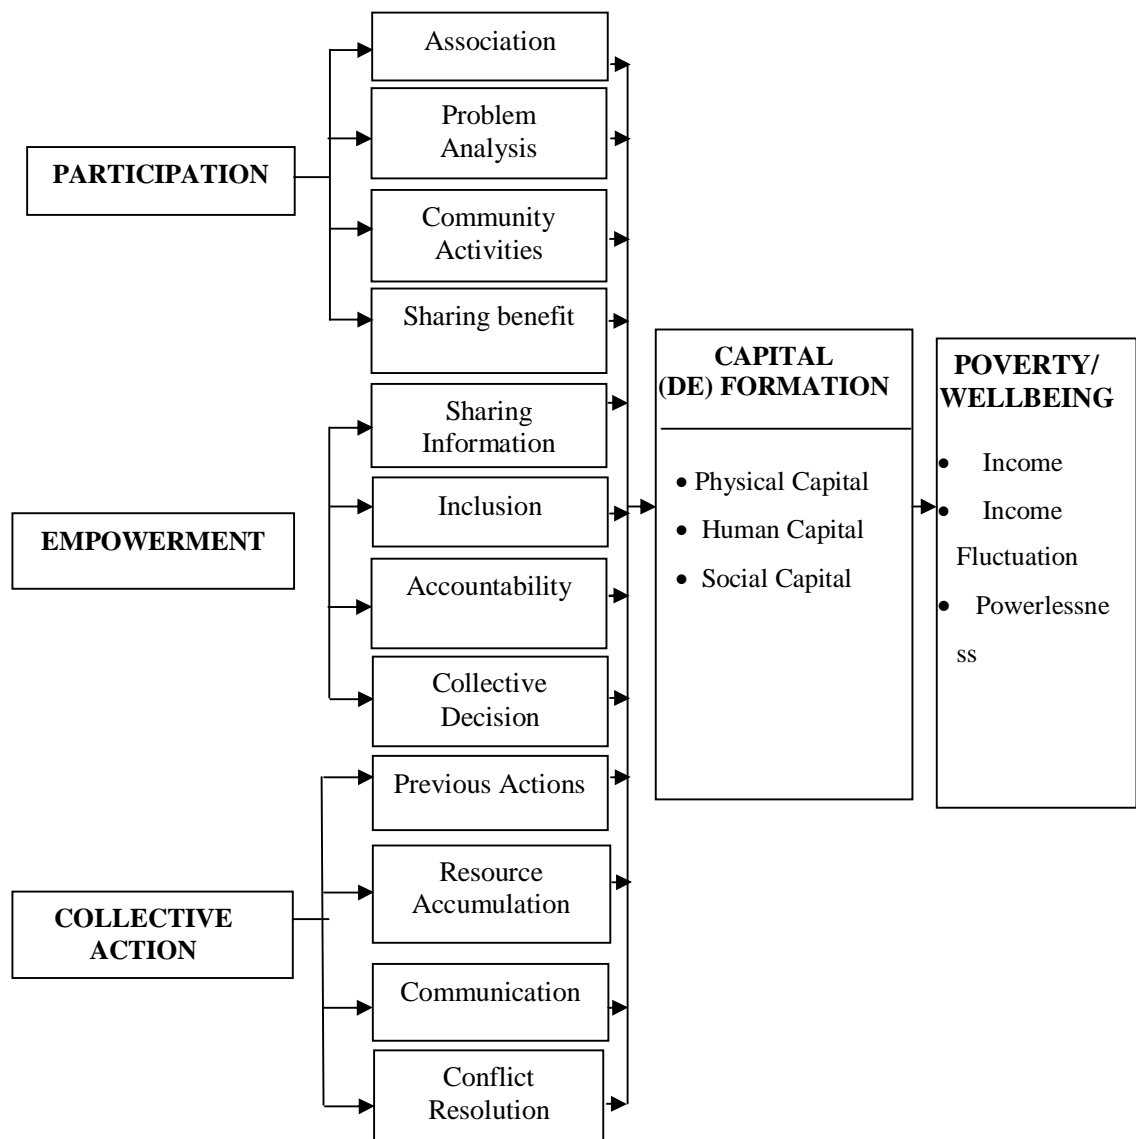 PARTICIPATION
Association
Problem
Analysis
Community
Activities
Sharing benefit
EMPOWERMENT
Sharing
Information
Inclusion
Accountability
Collective
Decision
COLLECTIVE
ACTION
Previous Actions
Resource
Accumulation
Communication
Conflict
Resolution
CAPITAL
(DE) FORMATION
• Physical Capital
• Human Capital
• Social Capital
POVERTY/
WELLBEING
• Income
• Income
Fluctuation
• Powerlessne
ss